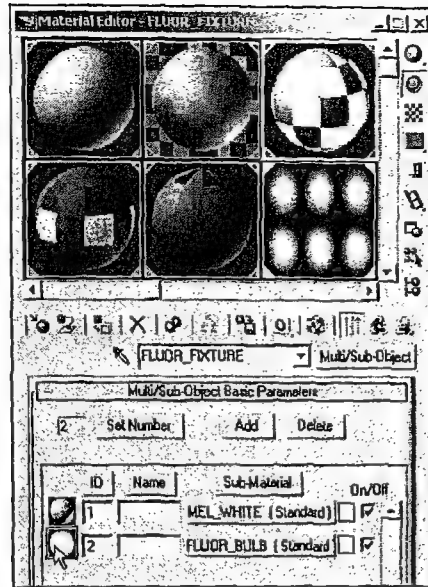 Material Editor - FLUOR_FIXTURE
FLUOR_FIXTURE Multi/Sub-Object
Multi/Sub-Object Basic Parameters
2 Set Number Add Delete
ID Name Sub-Material On/Off
1 MEL_WHITE (Standard)
2 FLUOR_BULB (Standard)